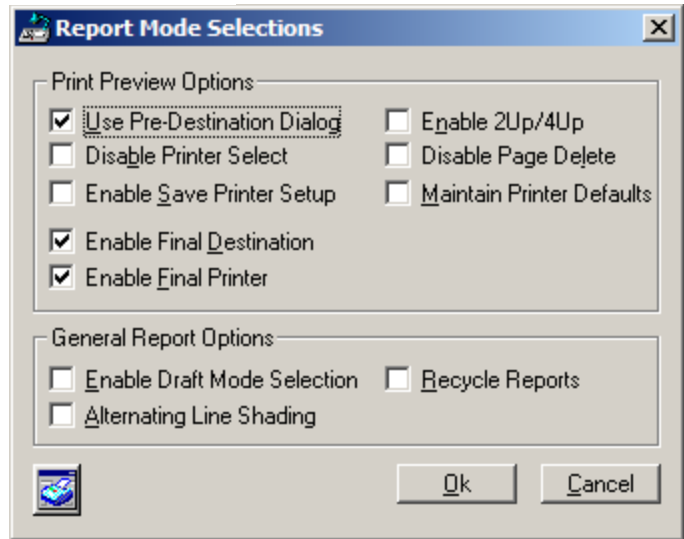 Report Mode Selections
Print Preview Options
Use Pre-Destination Dialog
Enable 2Up/4Up
Disable Printer Select
Disable Page Delete
Enable Save Printer Setup
Maintain Printer Defaults
Enable Final Destination
Enable Final Printer
General Report Options
Enable Draft Mode Selection
Recycle Reports
Alternating Line Shading
Ok
Cancel